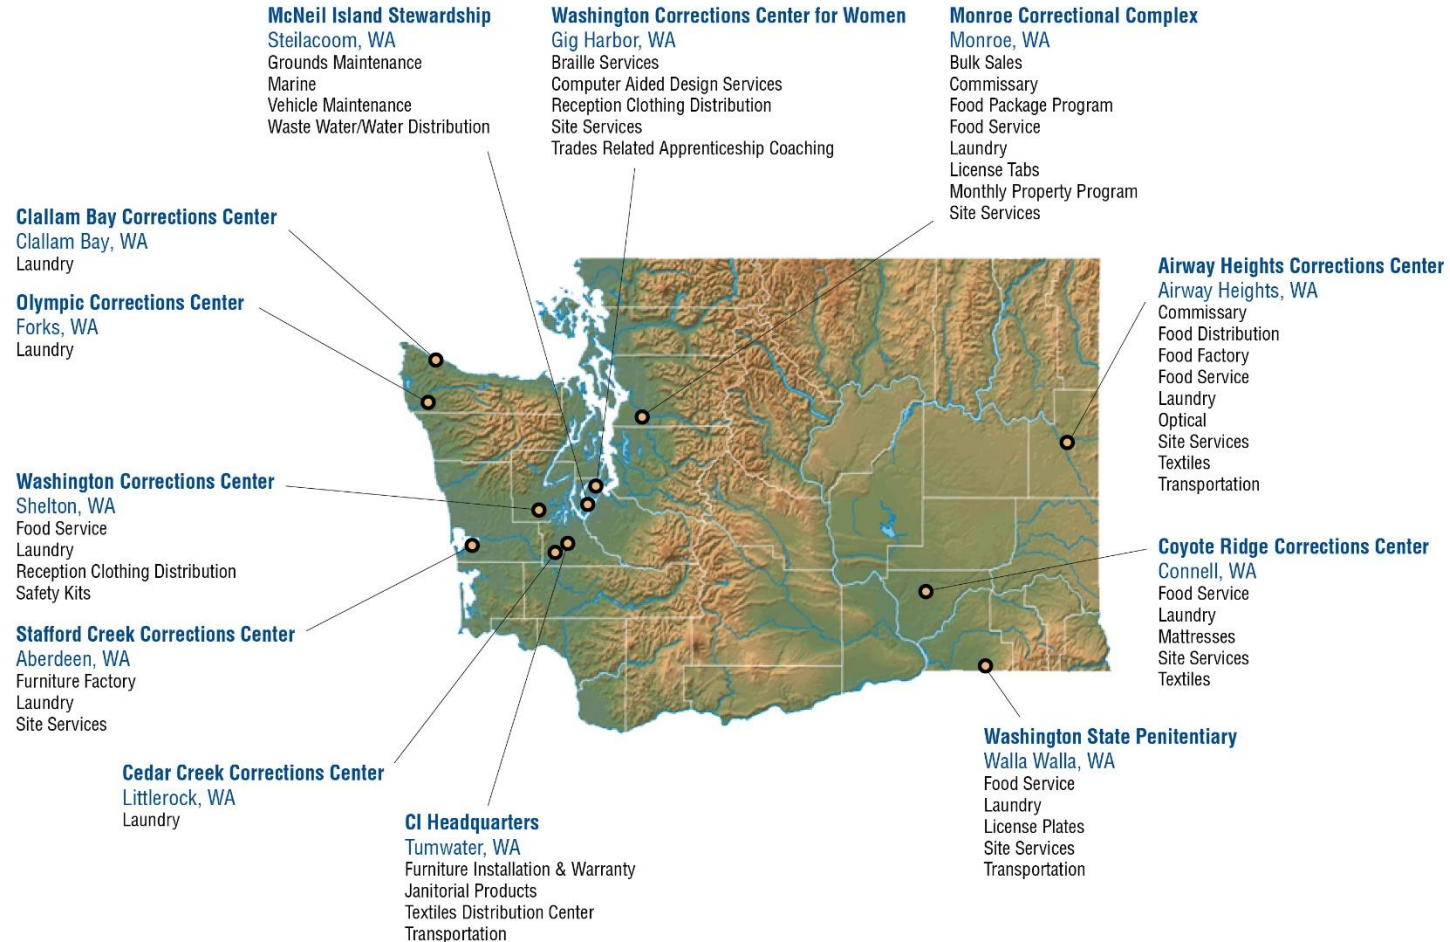 McNeil Island Stewardship
Steilacoom, WA
Grounds Maintenance
Marine
Vehicle Maintenance
Waste Water/Water Distribution
Washington Corrections Center for Women
Gig Harbor, WA
Braille Services
Computer Aided Design Services
Reception Clothing Distribution
Site Services
Trades Related Apprenticeship Coaching
Monroe Correctional Complex
Monroe, WA
Bulk Sales
Commissary
Food Package Program
Food Service
Laundry
License Tabs
Monthly Property Program
Site Services
Clallam Bay Corrections Center
Clallam Bay, WA
Laundry
Olympic Corrections Center
Forks, WA
Laundry
Airway Heights Corrections Center
Airway Heights, WA
Commissary
Food Distribution
Food Factory
Food Service
Laundry
Optical
Site Services
Textiles
Transportation
Washington Corrections Center
Shelton, WA
Food Service
Laundry
Reception Clothing Distribution
Safety Kits
Coyote Ridge Corrections Center
Connell, WA
Food Service
Laundry
Mattresses
Site Services
Textiles
Stafford Creek Corrections Center
Aberdeen, WA
Furniture Factory
Laundry
Site Services
Washington State Penitentiary
Walla Walla, WA
Food Service
Laundry
License Plates
Site Services
Transportation
Cedar Creek Corrections Center
Littlerock, WA
Laundry
CI Headquarters
Tumwater, WA
Furniture Installation & Warranty
Janitorial Products
Textiles Distribution Center
Transportation